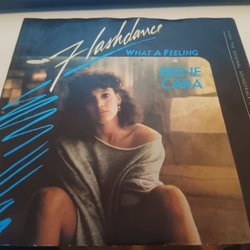 Flashdance
...WHAT A FEELING
IRENE
CARA